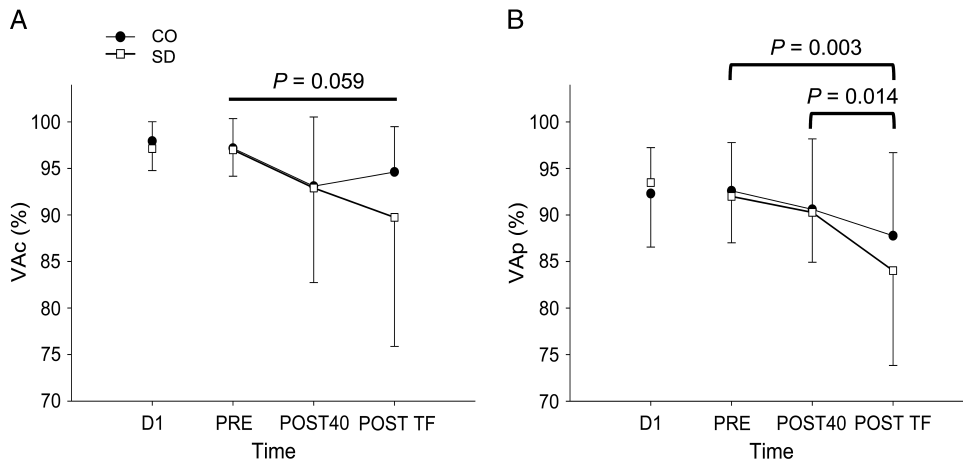 A
CO
SD
P = 0.059
100
95
90
85
80
75
70
VAc (%)
D1 PRE POST40 POST TF
Time
B
P = 0.003
P = 0.014
100
95
90
85
80
75
70
VAp (%)
D1 PRE POST40 POST TF
Time